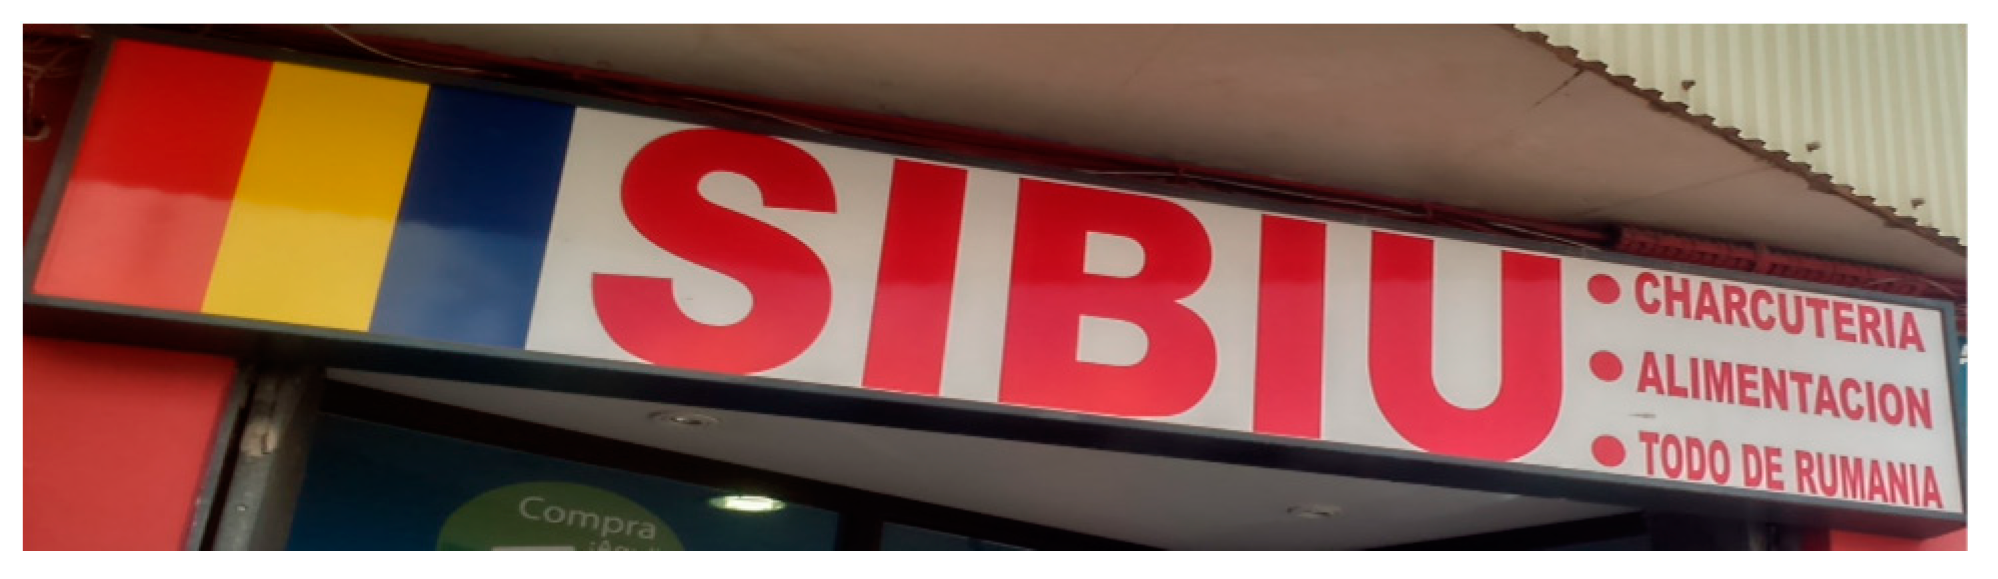 SIBIU
• CHARCUTERIA
• ALIMENTACION
• TODO DE RUMANIA
Compra